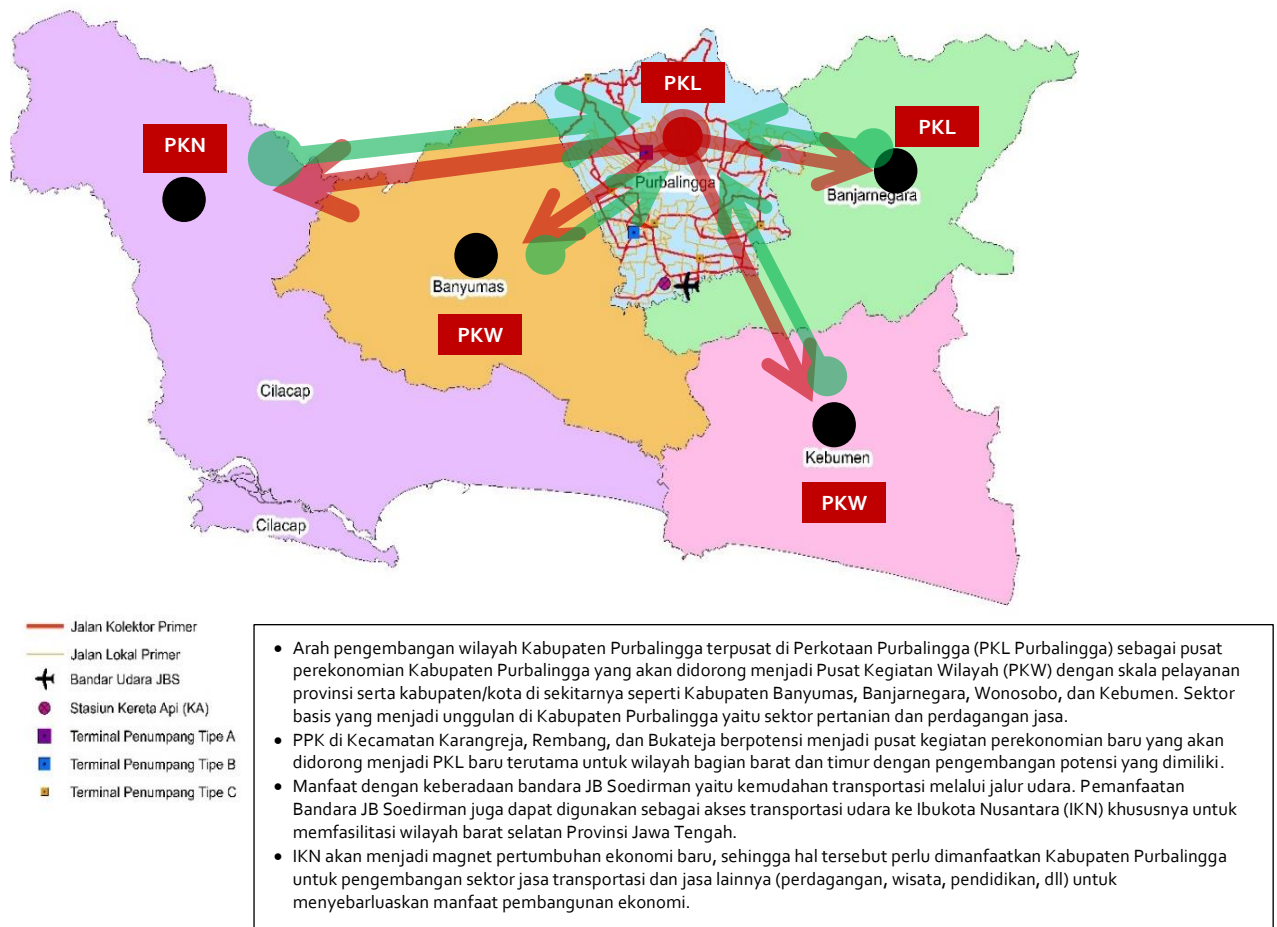 PKL
PKN
PKL
Purbalingga
Banjarnegara
Banyumas
PKW
Cilacap
Kebumen
PKW
Cilacap
Jalan Kolektor Primer
Jalan Lokal Primer
Bandar Udara JBS
Stasiun Kereta Api (KA)
Terminal Penumpang Tipe A
Terminal Penumpang Tipe B
Terminal Penumpang Tipe C
• Arah pengembangan wilayah Kabupaten Purbalingga terpusat di Perkotaan Purbalingga (PKL Purbalingga) sebagai pusat
perekonomian Kabupaten Purbalingga yang akan didorong menjadi Pusat Kegiatan Wilayah (PKW) dengan skala pelayanan
provinsi serta kabupaten/kota di sekitarnya seperti Kabupaten Banyumas, Banjarnegara, Wonosobo, dan Kebumen. Sektor
basis yang menjadi unggulan di Kabupaten Purbalingga yaitu sektor pertanian dan perdagangan jasa.
• PPK di Kecamatan Karangreja, Rembang, dan Bukateja berpotensi menjadi pusat kegiatan perekonomian baru yang akan
didorong menjadi PKL baru terutama untuk wilayah bagian barat dan timur dengan pengembangan potensi yang dimiliki.
• Manfaat dengan keberadaan bandara JB Soedirman yaitu kemudahan transportasi melalui jalur udara. Pemanfaatan
Bandara JB Soedirman juga dapat digunakan sebagai akses transportasi udara ke Ibukota Nusantara (IKN) khususnya untuk
memfasilitasi wilayah barat selatan Provinsi Jawa Tengah.
• IKN akan menjadi magnet pertumbuhan ekonomi baru, sehingga hal tersebut perlu dimanfaatkan Kabupaten Purbalingga
untuk pengembangan sektor jasa transportasi dan jasa lainnya (perdagangan, wisata, pendidikan, dll) untuk
menyebarluaskan manfaat pembangunan ekonomi.